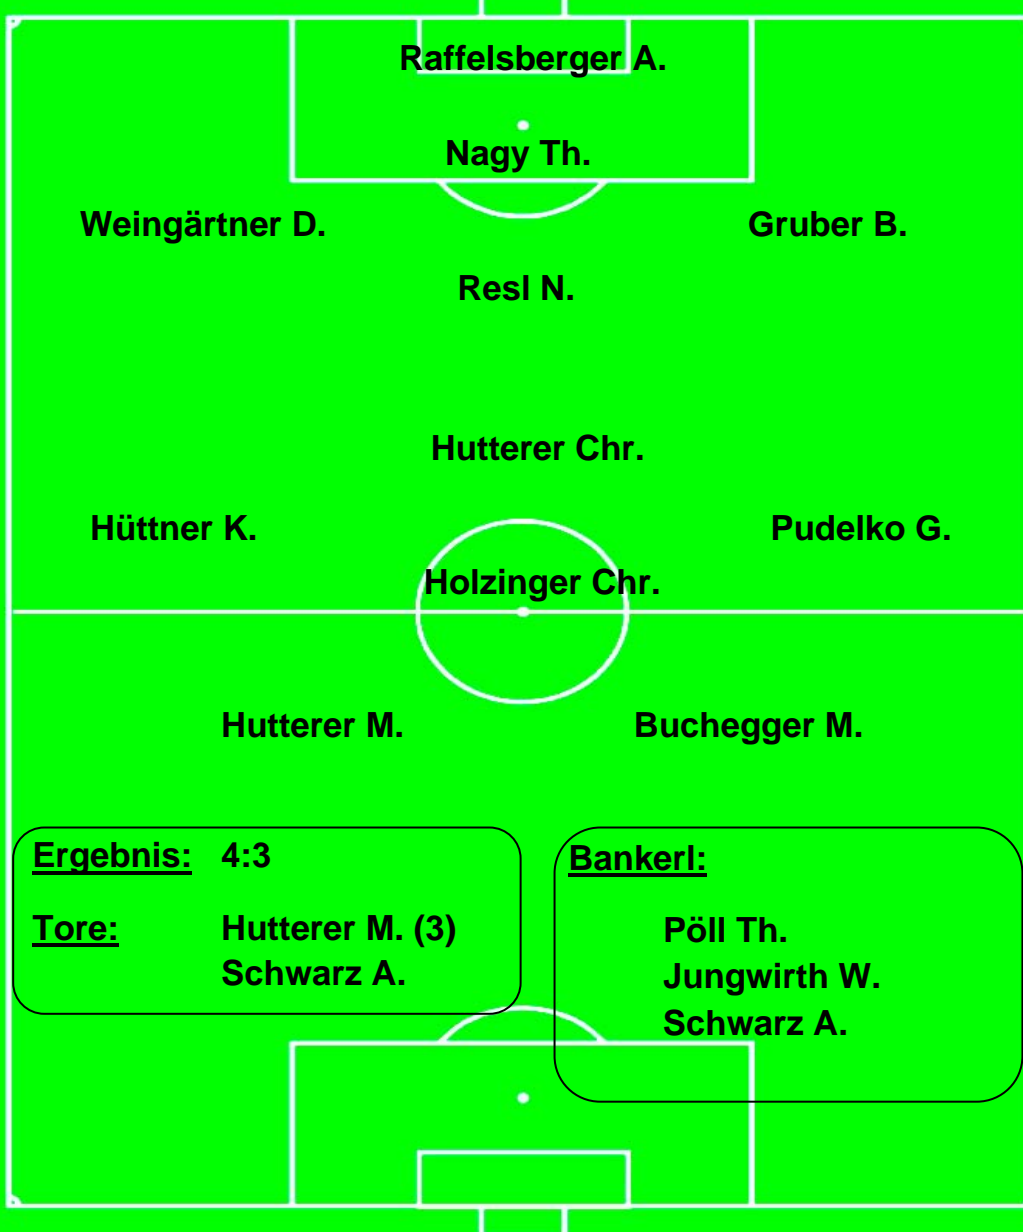 Raffelsberger A.
Nagy Th.
Weingärtner D. Gruber B.
Resl N.
Hutterer Chr.
Hüttner K. Pudelko G.
Holzinger Chr.
Hutterer M. Buchegger M.
Ergebnis: 4:3
Tore: Hutterer M. (3)
Schwarz A.
Bankerl:
Pöll Th.
Jungwirth W.
Schwarz A.